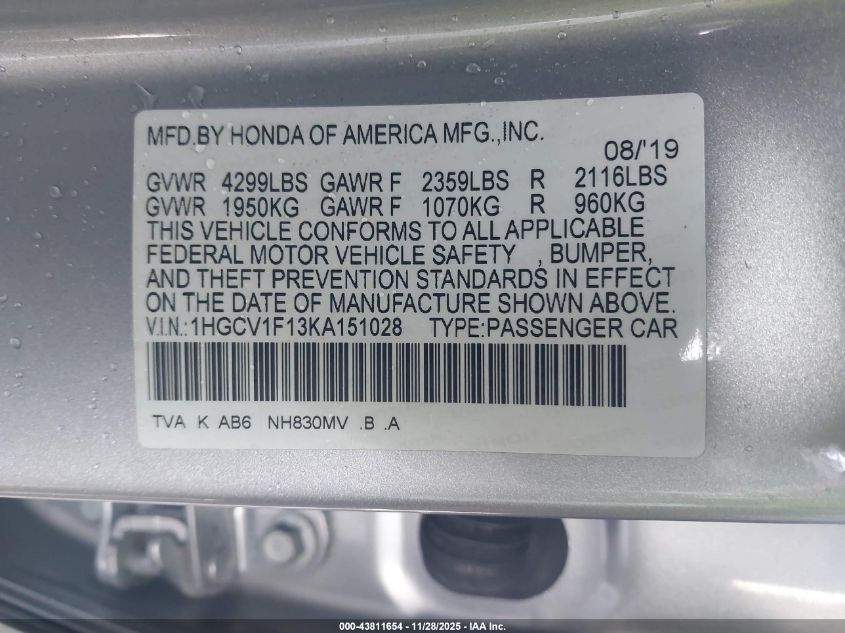 MFD.BY HONDA OF AMERICA MFG.,INC.
08/'19
GVWR 4299LBS GAWR F 2359LBS R 2116LBS
GVWR 1950KG GAWR F 1070KG R 960KG
THIS VEHICLE CONFORMS TO ALL APPLICABLE
FEDERAL MOTOR VEHICLE SAFETY , BUMPER,
AND THEFT PREVENTION STANDARDS IN EFFECT
ON THE DATE OF MANUFACTURE SHOWN ABOVE.
V.I.N.:1HGCV1F13KA151028 TYPE:PASSENGER CAR
TVA K AB6 NH830MV .B .A
000-43811654 - 11/28/2025 - IAA Inc.